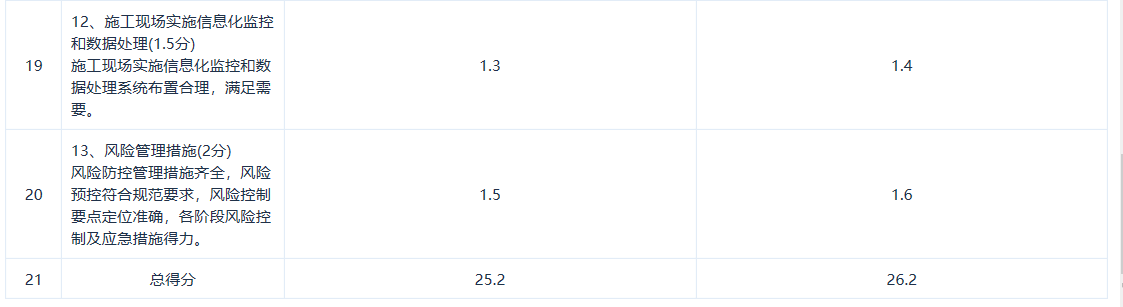 19
12、施工现场实施信息化监控
和数据处理(1.5分)
施工现场实施信息化监控和数
据处理系统布置合理，满足需
要。
1.3
1.4
20
13、风险管理措施(2分)
风险防控管理措施齐全，风险
预控符合规范要求，风险控制
要点定位准确，各阶段风险控
制及应急措施得力。
1.5
1.6
21
总得分
25.2
26.2